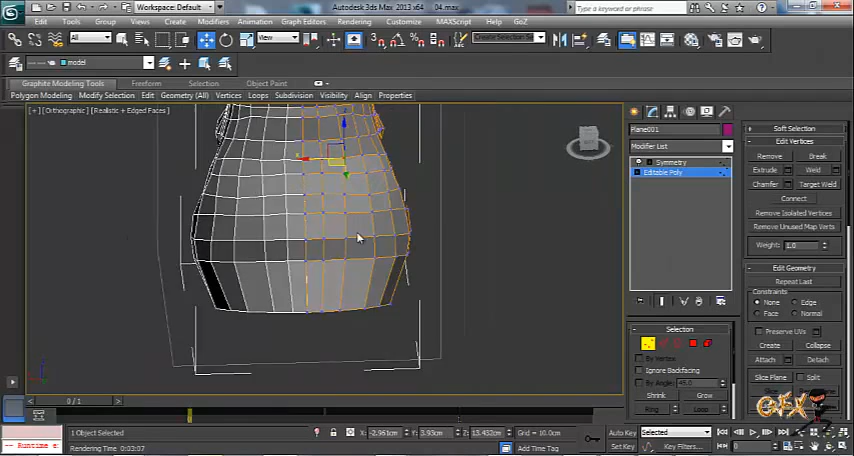 Autodesk 3ds Max 2013 x64 04.max
Workspace: Default
Type a keyword or phrase
Edit Tools Group Views Create Modifiers Animation Graph Editors Rendering Customize MAXScript Help GoZ
All View Create Selection Se
model
Graphite Modeling Tools Freeform Selection Object Paint
Polygon Modeling Modify Selection Edit Geometry (All) Vertices Loops Subdivision Visibility Align Properties
[+] [Orthographic] [Realistic + Edged Faces]
Plane001
Modifier List
Symmetry
Editable Poly
Selection
By Vertex
Ignore Backfacing
By Angle: 45.0
Shrink Grow
Ring Loop
Soft Selection
Edit Vertices
Remove Break
Extrude Weld
Chamfer Target Weld
Connect
Remove Isolated Vertices
Remove Unused Map Verts
Weight: 1.0
Edit Geometry
Repeat Last
Constraints
None Edge
Face Normal
Preserve UVs
Create Collapse
Attach Detach
Slice Plane Split
GFX
0 / 1
0
1 Object Selected
X: -2.961cm Y: 3.93cm Z: 13.432cm Grid = 10.0cm
Auto Key Selected
Runtime e
Rendering Time 0:03:07
Add Time Tag
Set Key Key Filters...
0